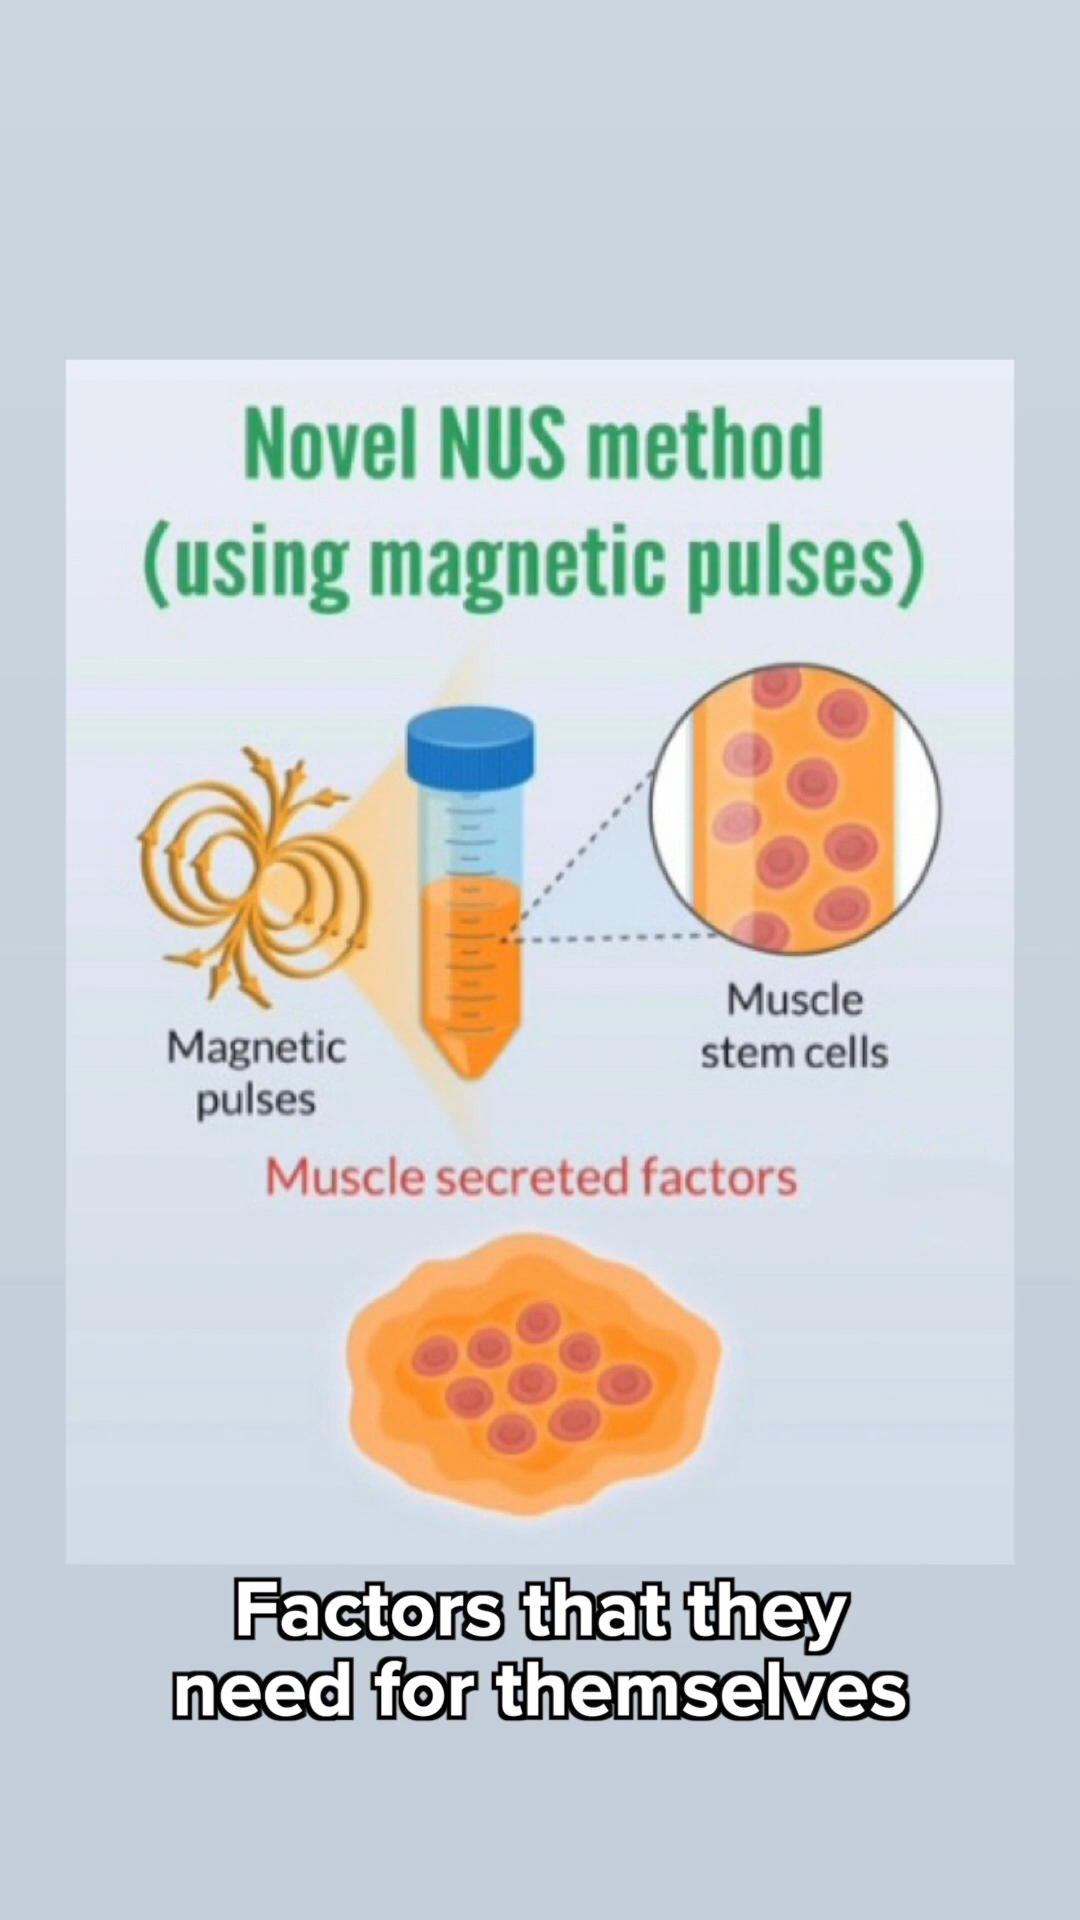 Novel NUS method
(using magnetic pulses)
Magnetic
pulses
Muscle
stem cells
Muscle secreted factors
Factors that they
need for themselves